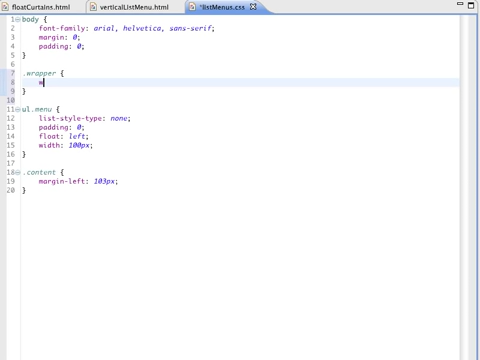 floatCurtains.html verticalListMenu.html *listMenus.css
1 body {
2 font-family: arial, helvetica, sans-serif;
3 margin: 0;
4 padding: 0;
5 }
6
7 .wrapper {
8 m
9 }
10
11 ul.menu {
12 list-style-type: none;
13 padding: 0;
14 float: left;
15 width: 100px;
16 }
17
18 .content {
19 margin-left: 103px;
20 }